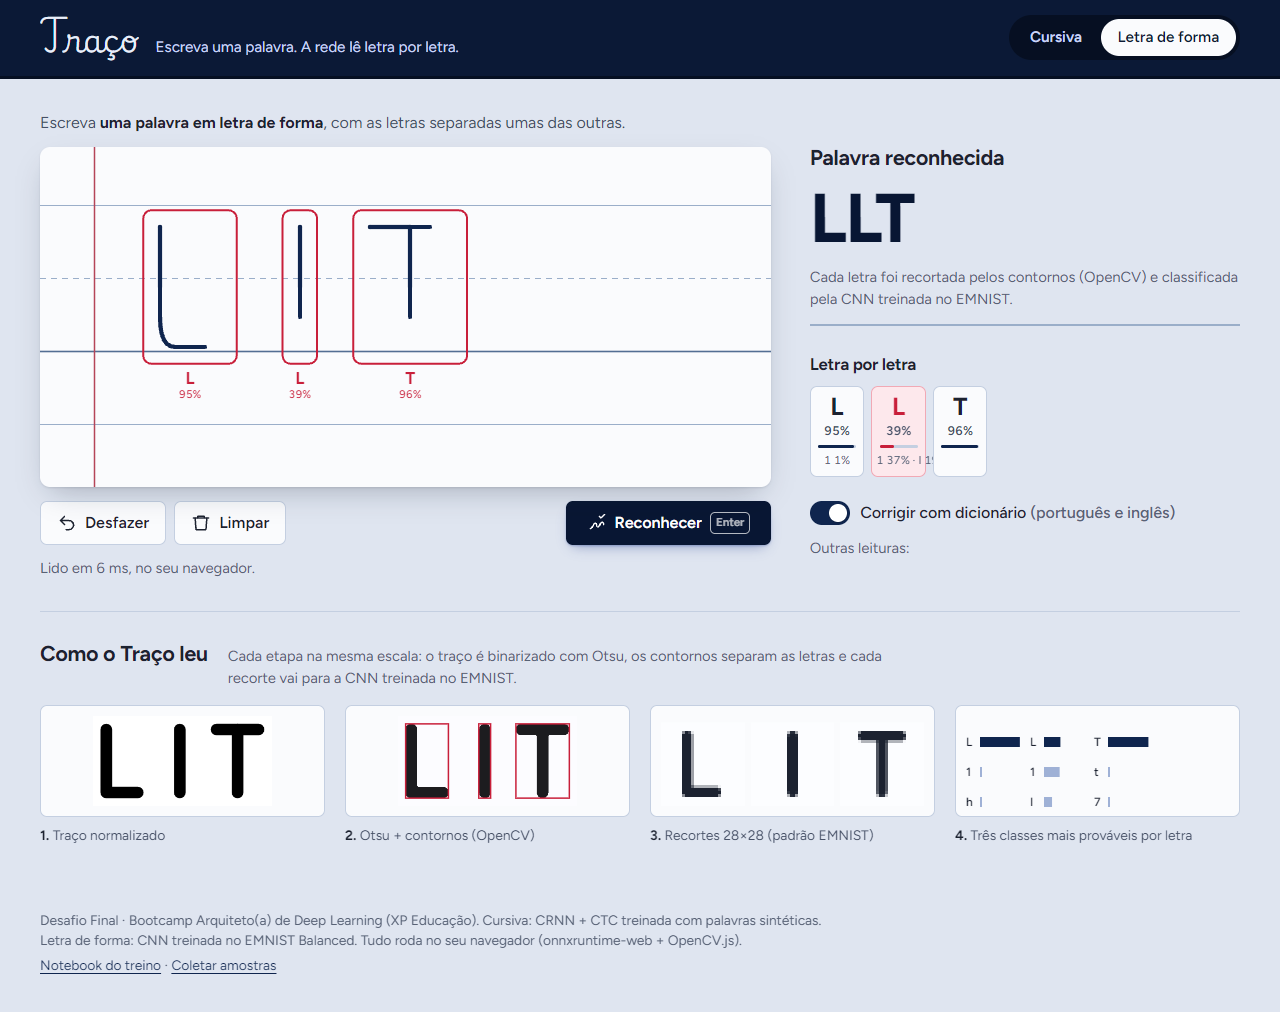 Traço
Escreva uma palavra. A rede lê letra por letra.
Cursiva
Letra de forma
Escreva uma palavra em letra de forma, com as letras separadas umas das outras.
L I T
L L T
95% 39% 96%
Desfazer
Limpar
Reconhecer Enter
Lido em 6 ms, no seu navegador.
Palavra reconhecida
LLT
Cada letra foi recortada pelos contornos (OpenCV) e classificada
pela CNN treinada no EMNIST.
Letra por letra
L L T
95% 39% 96%
1 1% 1 37% · I
Corrigir com dicionário (português e inglês)
Outras leituras:
Como o Traço leu
Cada etapa na mesma escala: o traço é binarizado com Otsu, os contornos separam as letras e cada
recorte vai para a CNN treinada no EMNIST.
L I T
1. Traço normalizado
L I T
2. Otsu + contornos (OpenCV)
L I T
3. Recortes 28×28 (padrão EMNIST)
L L T
1 1 t
h I 7
4. Três classes mais prováveis por letra
Desafio Final · Bootcamp Arquiteto(a) de Deep Learning (XP Educação). Cursiva: CRNN + CTC treinada com palavras sintéticas.
Letra de forma: CNN treinada no EMNIST Balanced. Tudo roda no seu navegador (onnxruntime-web + OpenCV.js).
Notebook do treino · Coletar amostras